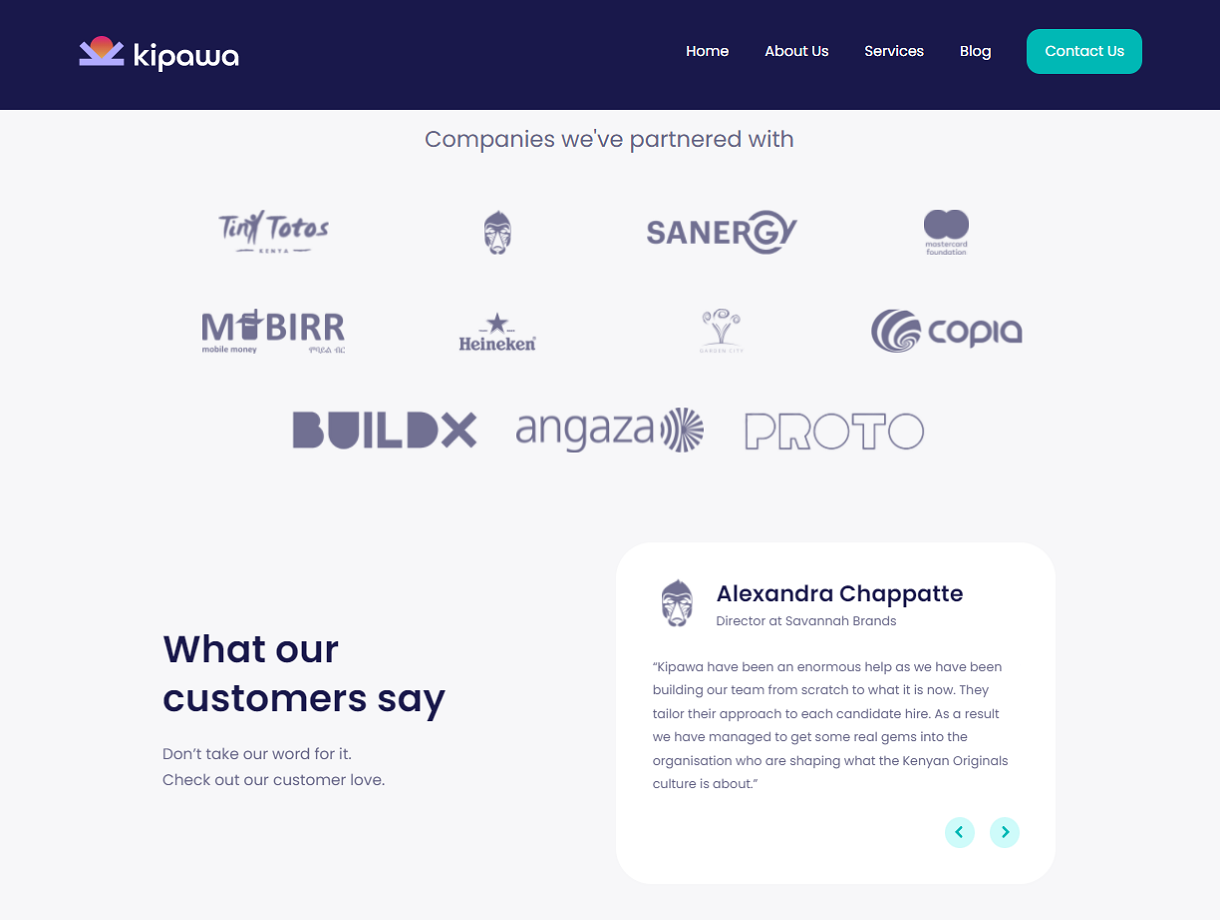 kipawa
Home
About Us
Services
Blog
Contact Us
Companies we've partnered with
Tiny Totos
KENYA
SANERGY
mastercard
foundation
M BIRR
mobile money
ሞባይል ብር
Heineken
GARDEN CITY
copia
BUILDX
angaza
PROTO
What our
customers say
Don’t take our word for it.
Check out our customer love.
Alexandra Chappatte
Director at Savannah Brands
“Kipawa have been an enormous help as we have been
building our team from scratch to what it is now. They
tailor their approach to each candidate hire. As a result
we have managed to get some real gems into the
organisation who are shaping what the Kenyan Originals
culture is about.”